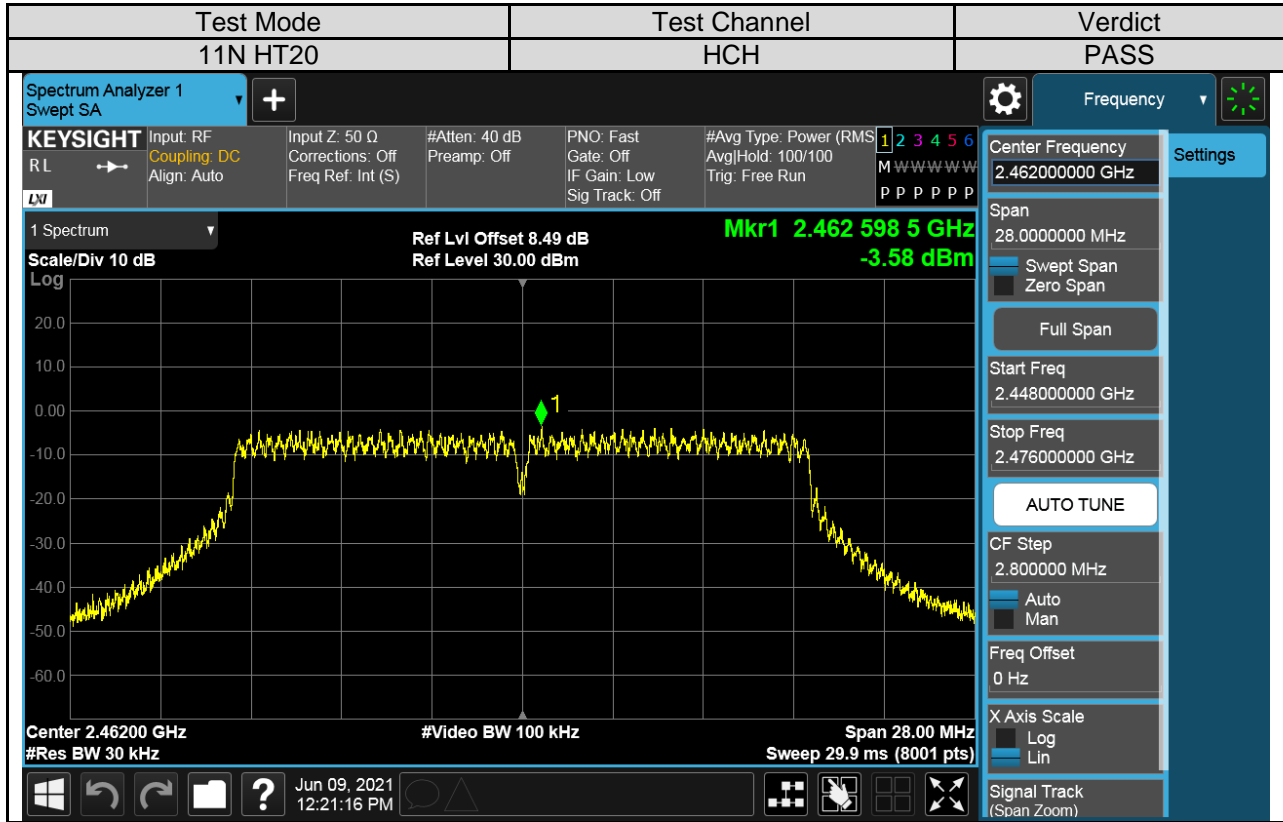 Test Mode Test Channel Verdict
11N HT20 HCH PASS
Spectrum Analyzer 1
Swept SA
+
Frequency
KEYSIGHT Input: RF Input Z: 50 Ω #Atten: 40 dB PNO: Fast #Avg Type: Power (RMS 1 2 3 4 5 6
RL Coupling: DC Corrections: Off Preamp: Off Gate: Off Avg|Hold: 100/100 M W W W W W
Align: Auto Freq Ref: Int (S) IF Gain: Low Trig: Free Run
LXI Sig Track: Off P P P P P P
1 Spectrum Ref Lvl Offset 8.49 dB Mkr1 2.462 598 5 GHz
Scale/Div 10 dB Ref Level 30.00 dBm -3.58 dBm
Log
20.0
10.0
0.00
1
-10.0
-20.0
-30.0
-40.0
-50.0
-60.0
Center 2.46200 GHz #Video BW 100 kHz Span 28.00 MHz
#Res BW 30 kHz Sweep 29.9 ms (8001 pts)
? Jun 09, 2021
12:21:16 PM
Center Frequency
2.462000000 GHz
Settings
Span
28.0000000 MHz
Swept Span
Zero Span
Full Span
Start Freq
2.448000000 GHz
Stop Freq
2.476000000 GHz
AUTO TUNE
CF Step
2.800000 MHz
Auto
Man
Freq Offset
0 Hz
X Axis Scale
Log
Lin
Signal Track
(Span Zoom)